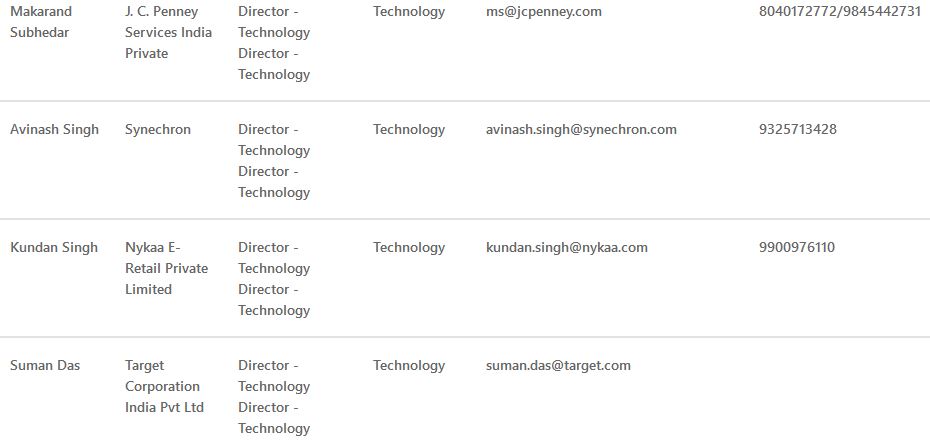 Makarand J. C. Penney Director - Technology ms@jcpenney.com 8040172772/9845442731
Subhedar Services India Technology
Private Director -
Technology
Avinash Singh Synechron Director - Technology avinash.singh@synechron.com 9325713428
Technology
Director -
Technology
Kundan Singh Nykaa E- Director - Technology kundan.singh@nykaa.com 9900976110
Retail Private Technology
Limited Director -
Technology
Suman Das Target Director - Technology suman.das@target.com
Corporation Technology
India Pvt Ltd Director -
Technology